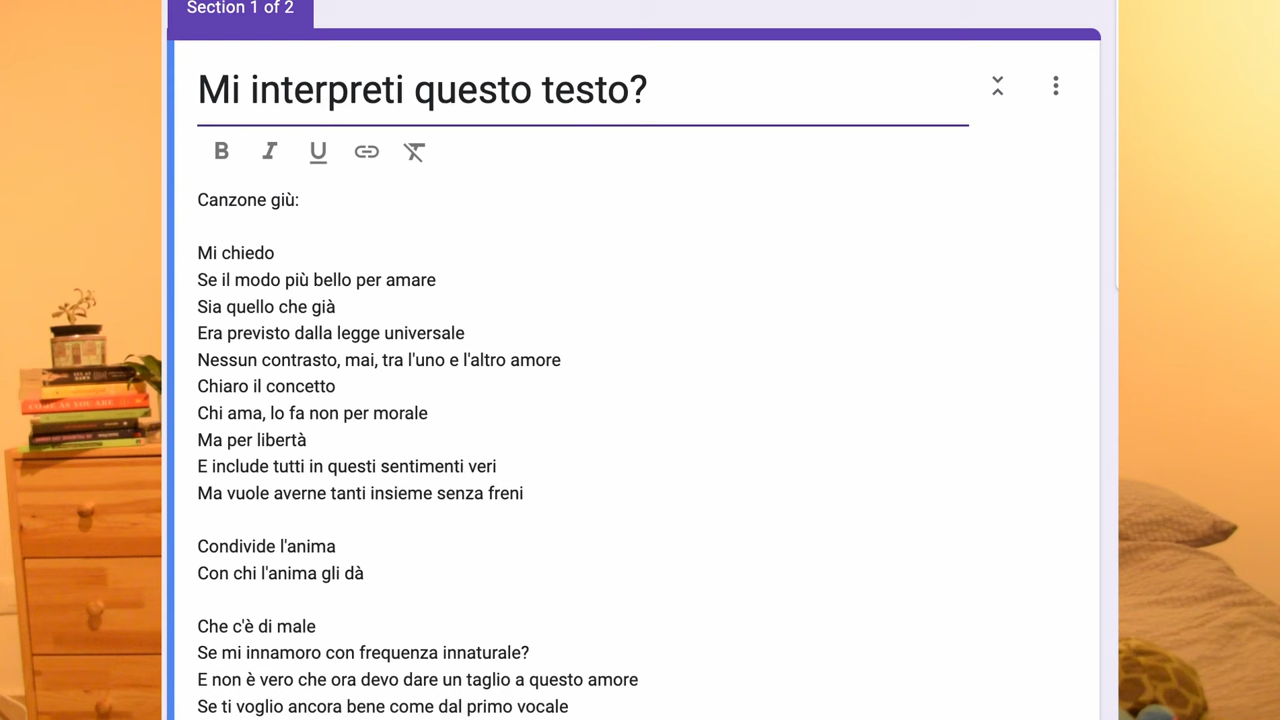 Section 1 of 2
Mi interpreti questo testo?
B I U
Canzone giù:
Mi chiedo
Se il modo più bello per amare
Sia quello che già
Era previsto dalla legge universale
Nessun contrasto, mai, tra l'uno e l'altro amore
Chiaro il concetto
Chi ama, lo fa non per morale
Ma per libertà
E include tutti in questi sentimenti veri
Ma vuole averne tanti insieme senza freni
Condivide l'anima
Con chi l'anima gli dà
Che c'è di male
Se mi innamoro con frequenza innaturale?
E non è vero che ora devo dare un taglio a questo amore
Se ti voglio ancora bene come dal primo vocale
COME AS YOU ARE